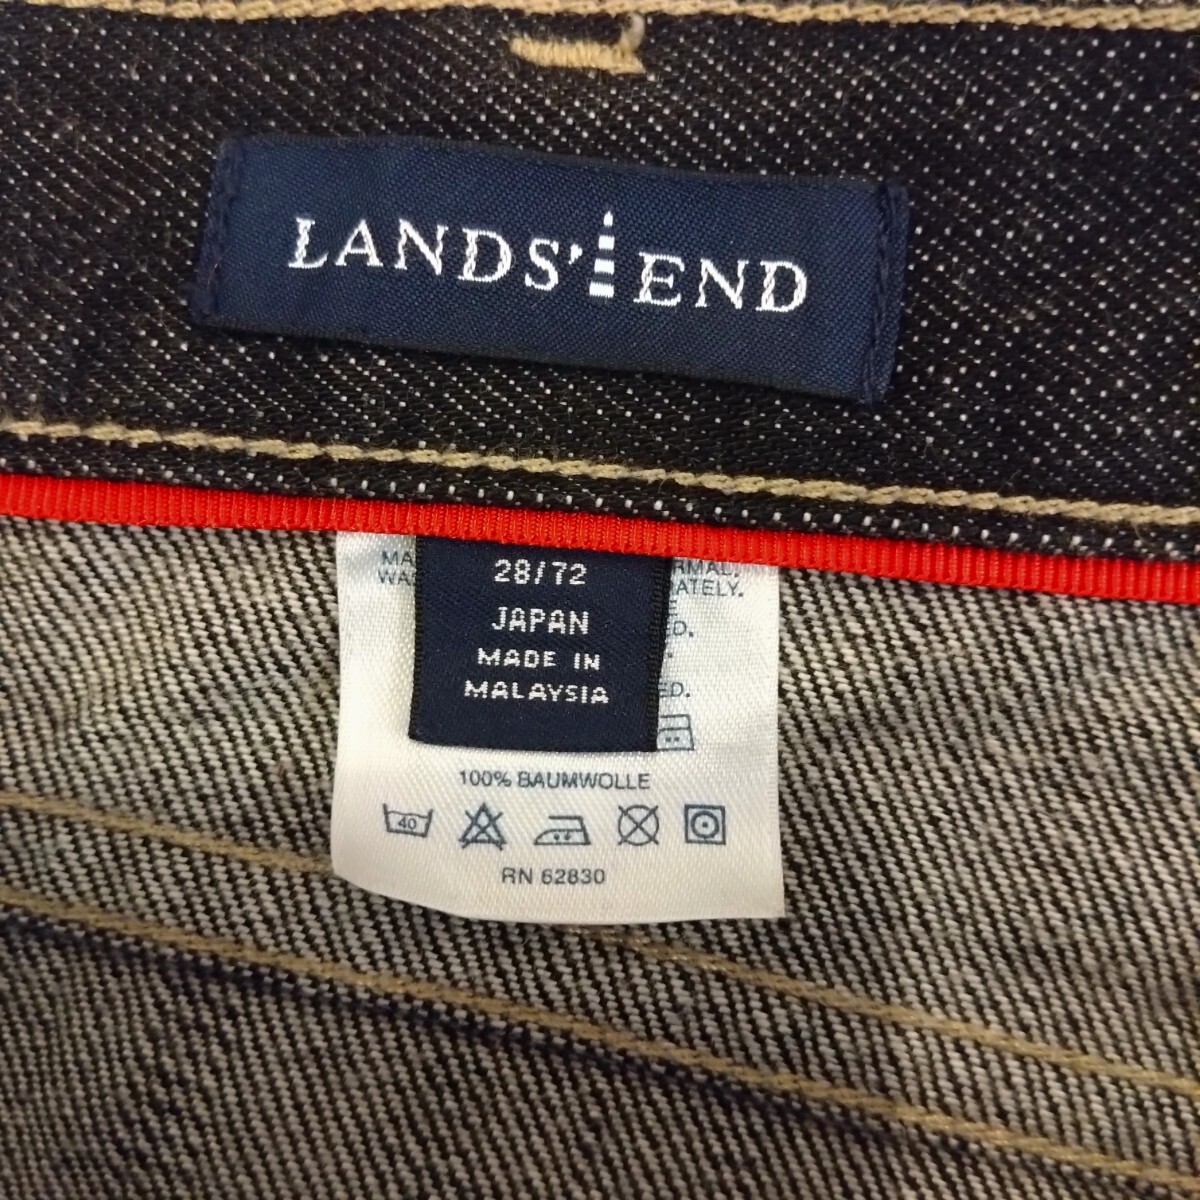 LANDS' END
28/72
JAPAN
MADE IN
MALAYSIA
100% BAUMWOLLE
40
RN 62830